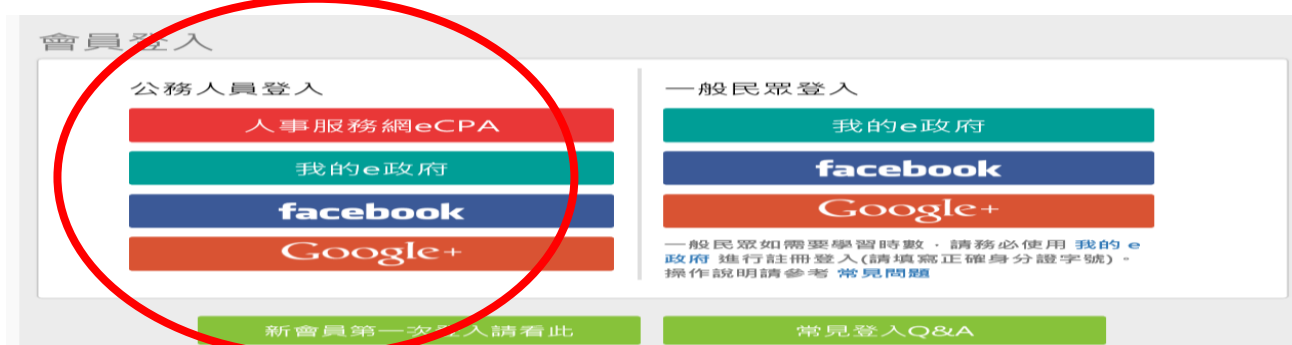 會員登入
公務人員登入
人事服務網eCPA
我的e政府
facebook
Google+
一般民眾登入
我的e政府
facebook
Google+
一般民眾如需要學習時數，請務必使用 我的 e
政府 進行註冊登入(請填寫正確身分證字號)。
操作說明請參考 常見問題
新會員第一次登入請看此
常見登入Q&A